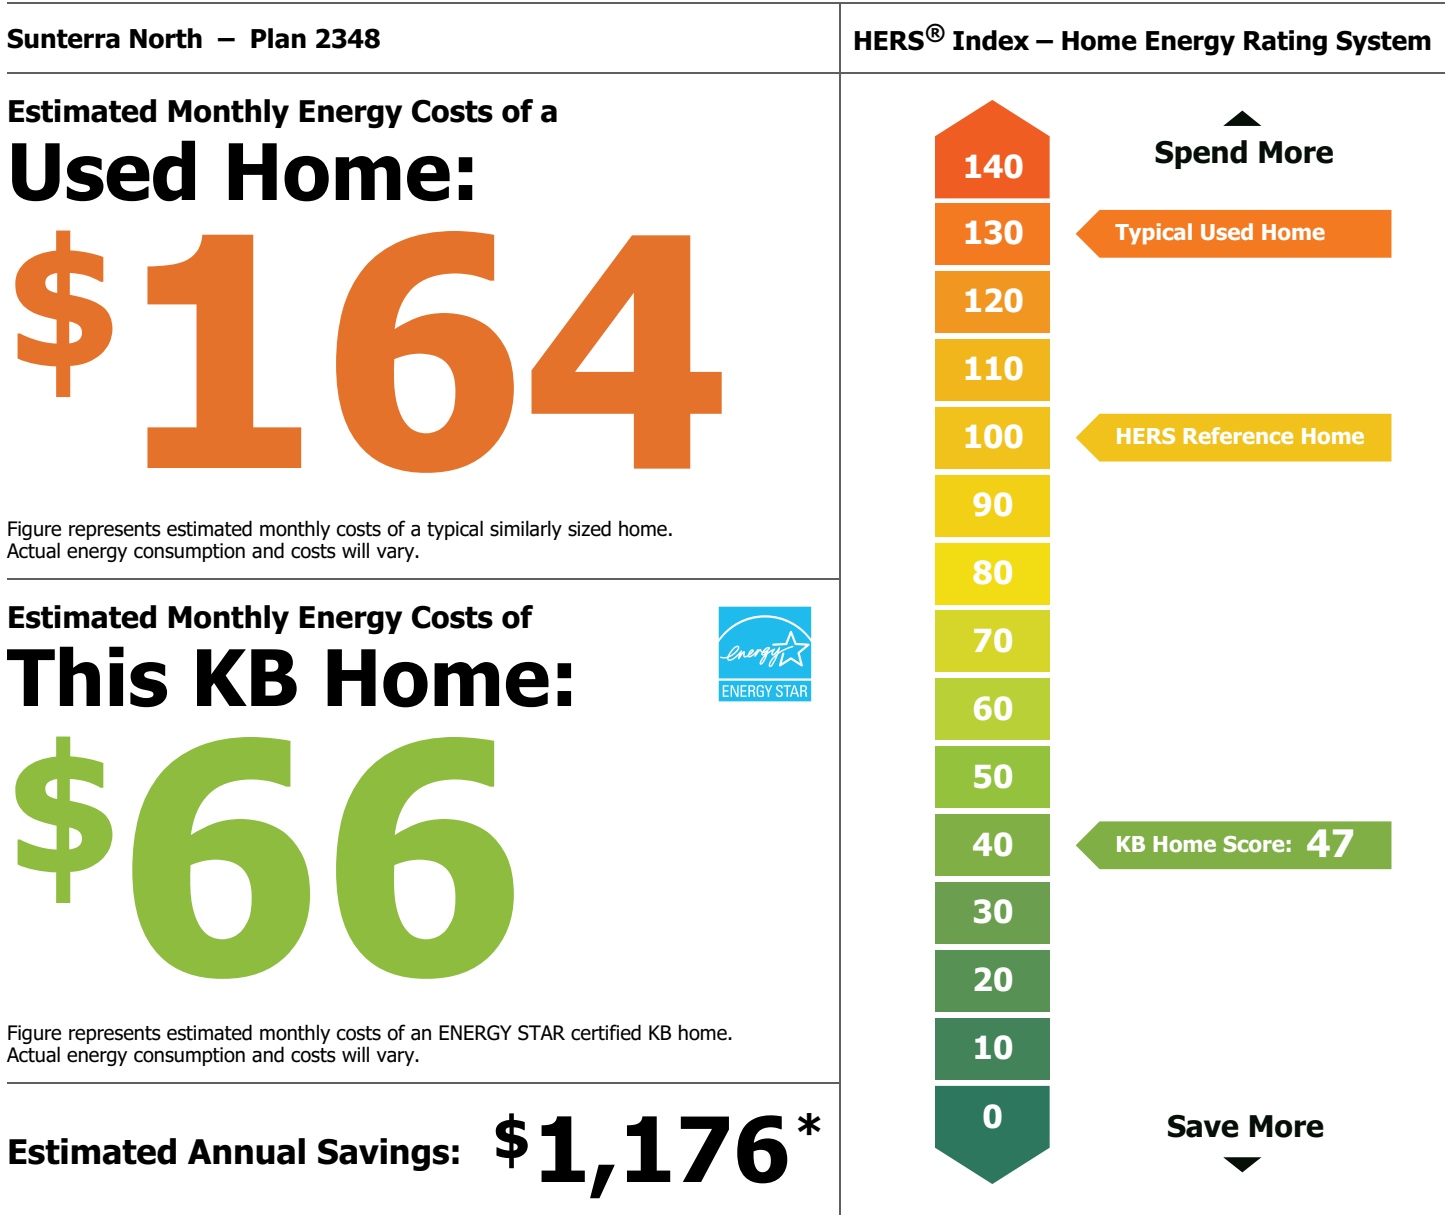 Sunterra North – Plan 2348
Estimated Monthly Energy Costs of a
Used Home:
$164
Figure represents estimated monthly costs of a typical similarly sized home.
Actual energy consumption and costs will vary.
Estimated Monthly Energy Costs of
This KB Home:
energy
ENERGY STAR
$66
Figure represents estimated monthly costs of an ENERGY STAR certified KB home.
Actual energy consumption and costs will vary.
Estimated Annual Savings: $1,176*
HERS® Index – Home Energy Rating System
Spend More
140
130 Typical Used Home
120
110
100 HERS Reference Home
90
80
70
60
50
40 KB Home Score: 47
30
20
10
0
Save More